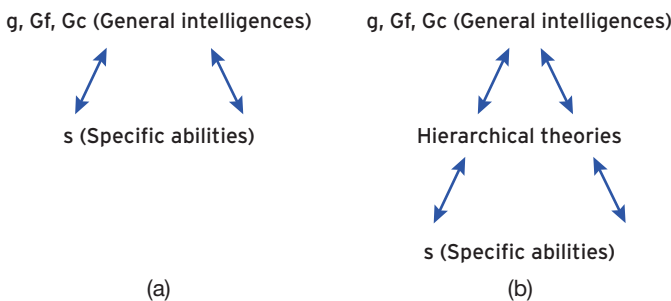 g, Gf, Gc (General intelligences)
s (Specific abilities)
(a)
g, Gf, Gc (General intelligences)
Hierarchical theories
s (Specific abilities)
(b)